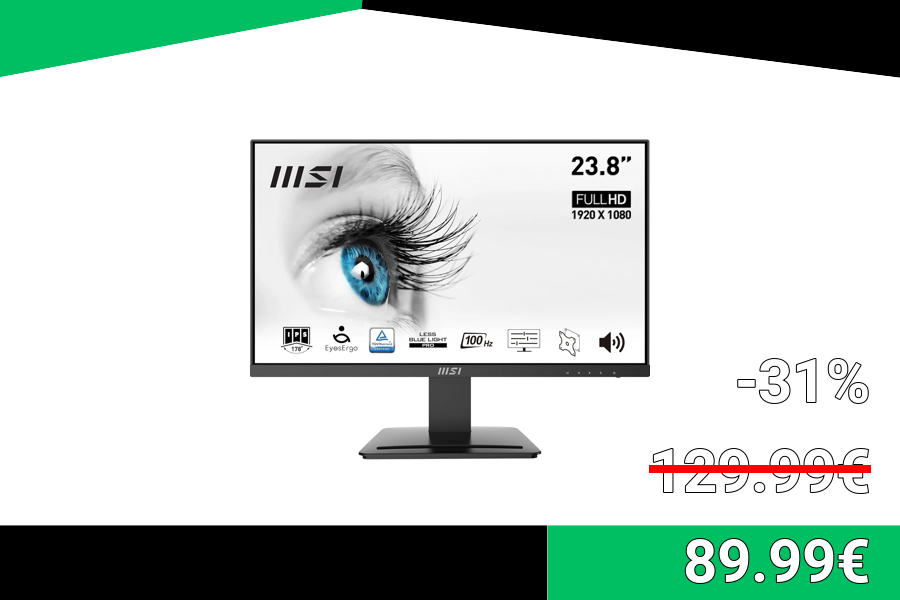 msi
23.8”
FULL HD
1920 X 1080
IPS
178°
EyesErgo
LESS
BLUE LIGHT
PRO
100Hz
msi
-31%
129.99€
89.99€